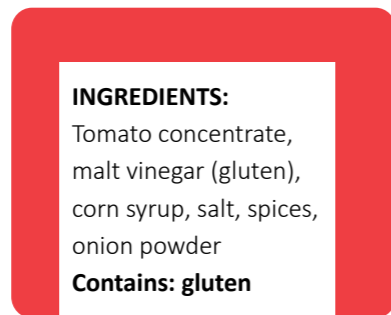 INGREDIENTS:
Tomato concentrate,
malt vinegar (gluten),
corn syrup, salt, spices,
onion powder
Contains: gluten